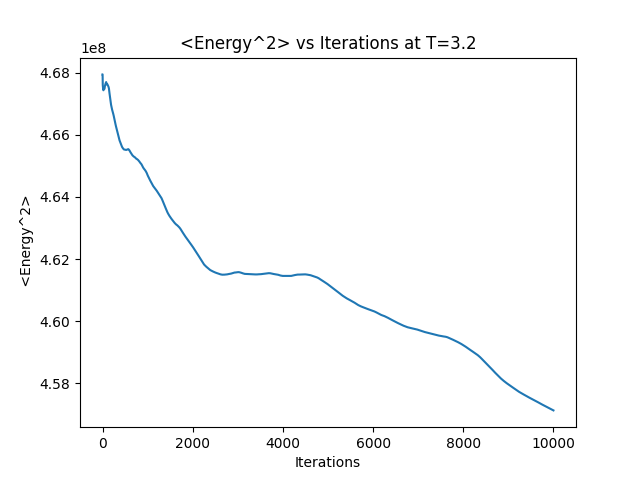 <Energy^2> vs Iterations at T=3.2
1e8
4.68
4.66
4.64
4.62
4.60
4.58
<Energy^2>
0 2000 4000 6000 8000 10000
Iterations